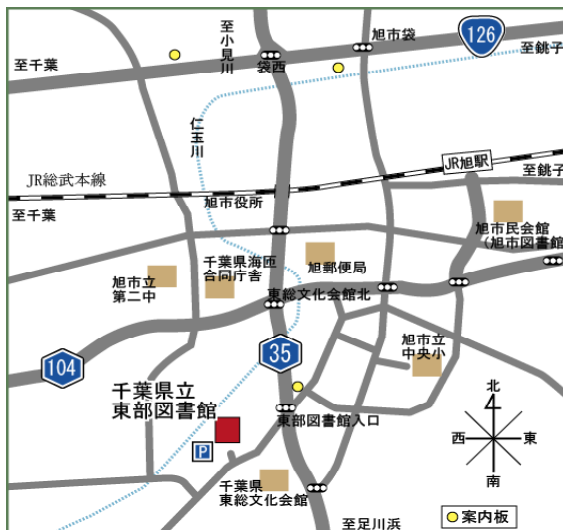 至小見川
旭市袋
126
至銚子
至千葉
袋西
仁玉川
JR旭駅
JR総武本線
至銚子
旭市役所
至千葉
旭市民会館
(旭市図書館)
千葉県海匝
合同庁舎
旭郵便局
旭市立
第二中
東総文化会館北
104
35
旭市立
中央小
千葉県立
東部図書館
東部図書館入口
P
北
西
東
南
千葉県
東総文化会館
案内板
至足川浜